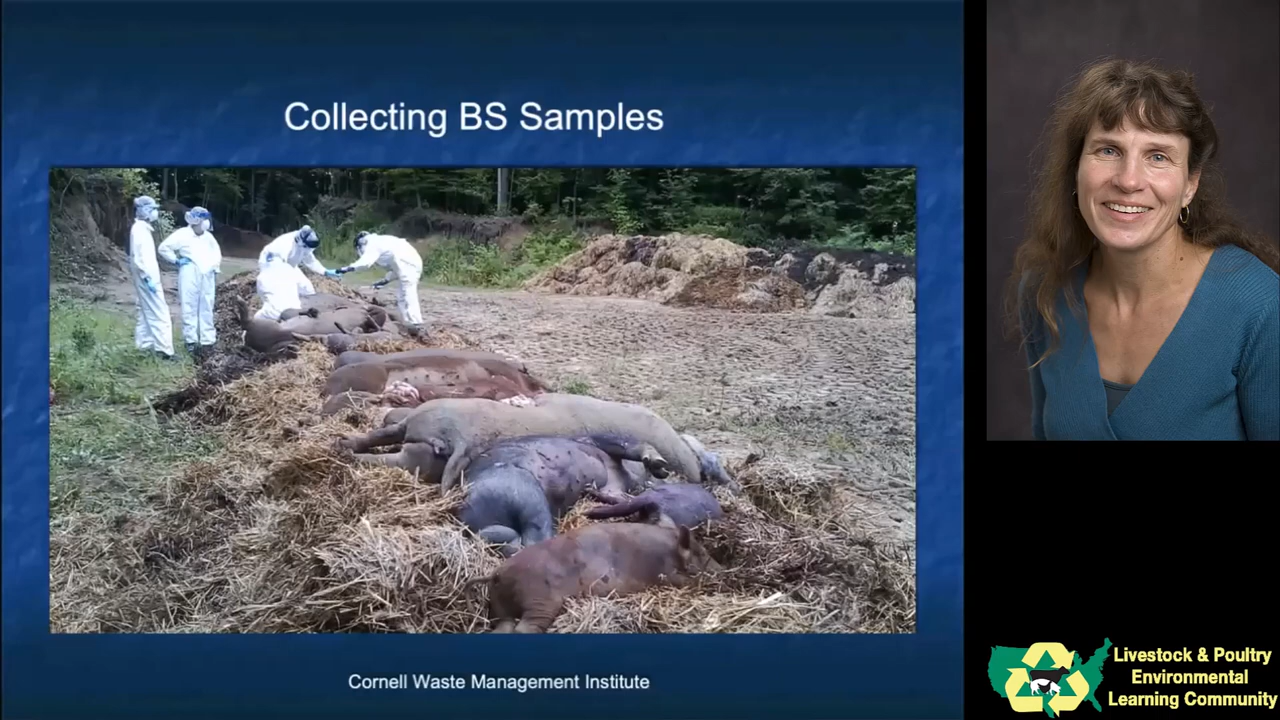 Collecting BS Samples
Cornell Waste Management Institute
Livestock & Poultry
Environmental
Learning Community